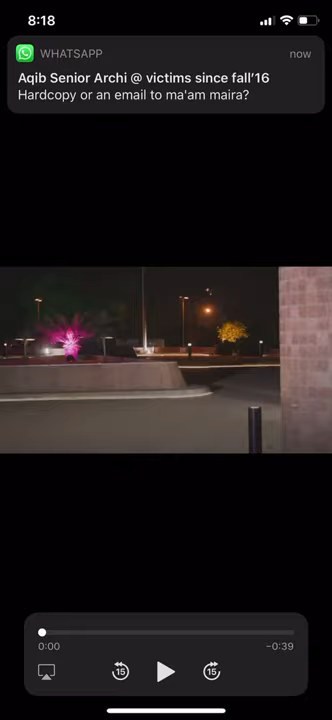 8:18
WHATSAPP
now
Aqib Senior Archi @ victims since fall'16
Hardcopy or an email to ma'am maira?
0:00
-0:39
15
15